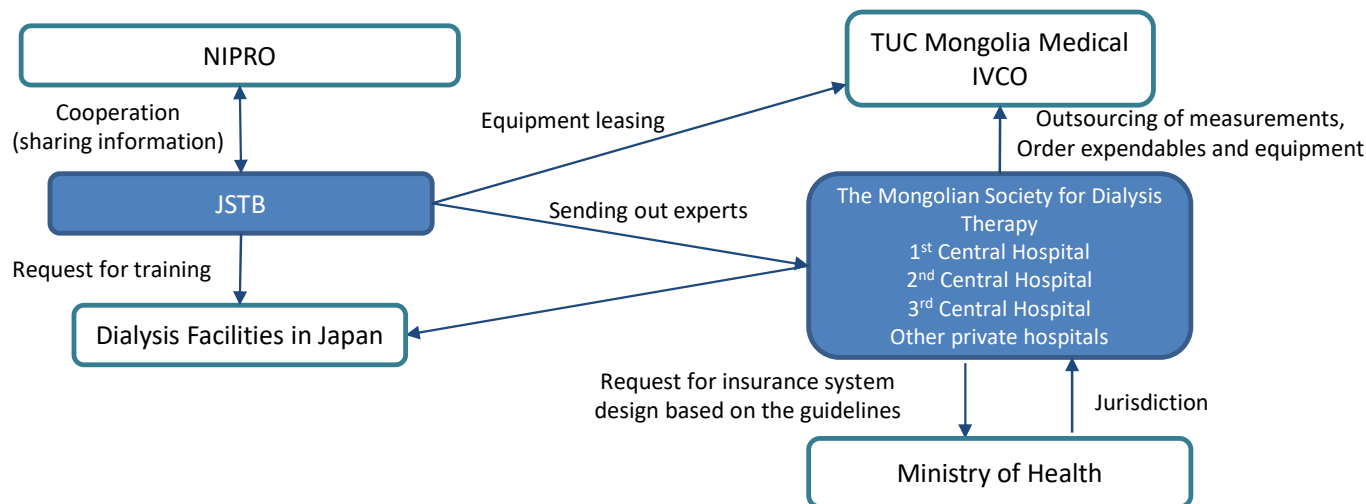 NIPRO
TUC Mongolia Medical
IVCO
Cooperation
(sharing information)
Equipment leasing
Outsourcing of measurements,
Order expendables and equipment
JSTB
Sending out experts
The Mongolian Society for Dialysis
Therapy
1st Central Hospital
2nd Central Hospital
3rd Central Hospital
Other private hospitals
Request for training
Dialysis Facilities in Japan
Request for insurance system
design based on the guidelines
Jurisdiction
Ministry of Health